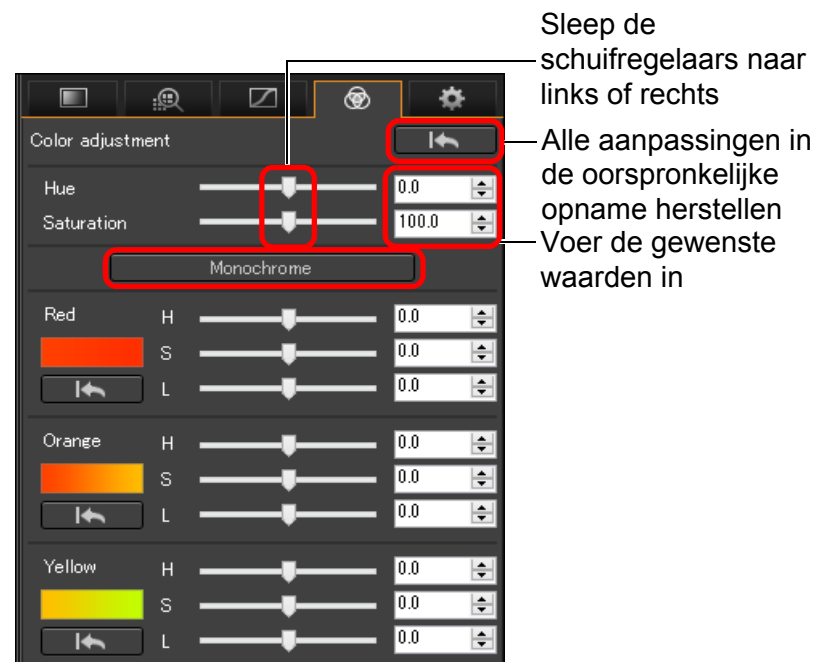 Sleep de
schuifregelaars naar
links of rechts
Alle aanpassingen in
de oorspronkelijke
opname herstellen
Voer de gewenste
waarden in
Color adjustment
Hue 0.0
Saturation 100.0
Monochrome
Red H 0.0
S 0.0
L 0.0
Orange H 0.0
S 0.0
L 0.0
Yellow H 0.0
S 0.0
L 0.0